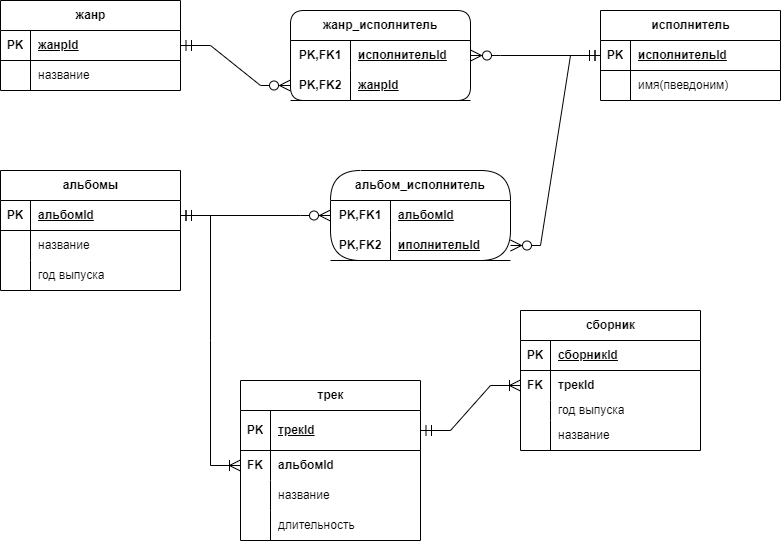 жанр
PK жанрId
название
жанр_исполнитель
PK,FK1 исполнительId
PK,FK2 жанрId
исполнитель
PK исполнительId
имя(пвевдоним)
альбомы
PK альбомId
название
год выпуска
альбом_исполнитель
PK,FK1 альбомId
PK,FK2 иполнительId
сборник
PK сборникId
FK трекId
год выпуска
название
трек
PK трекId
FK альбомId
название
длительность